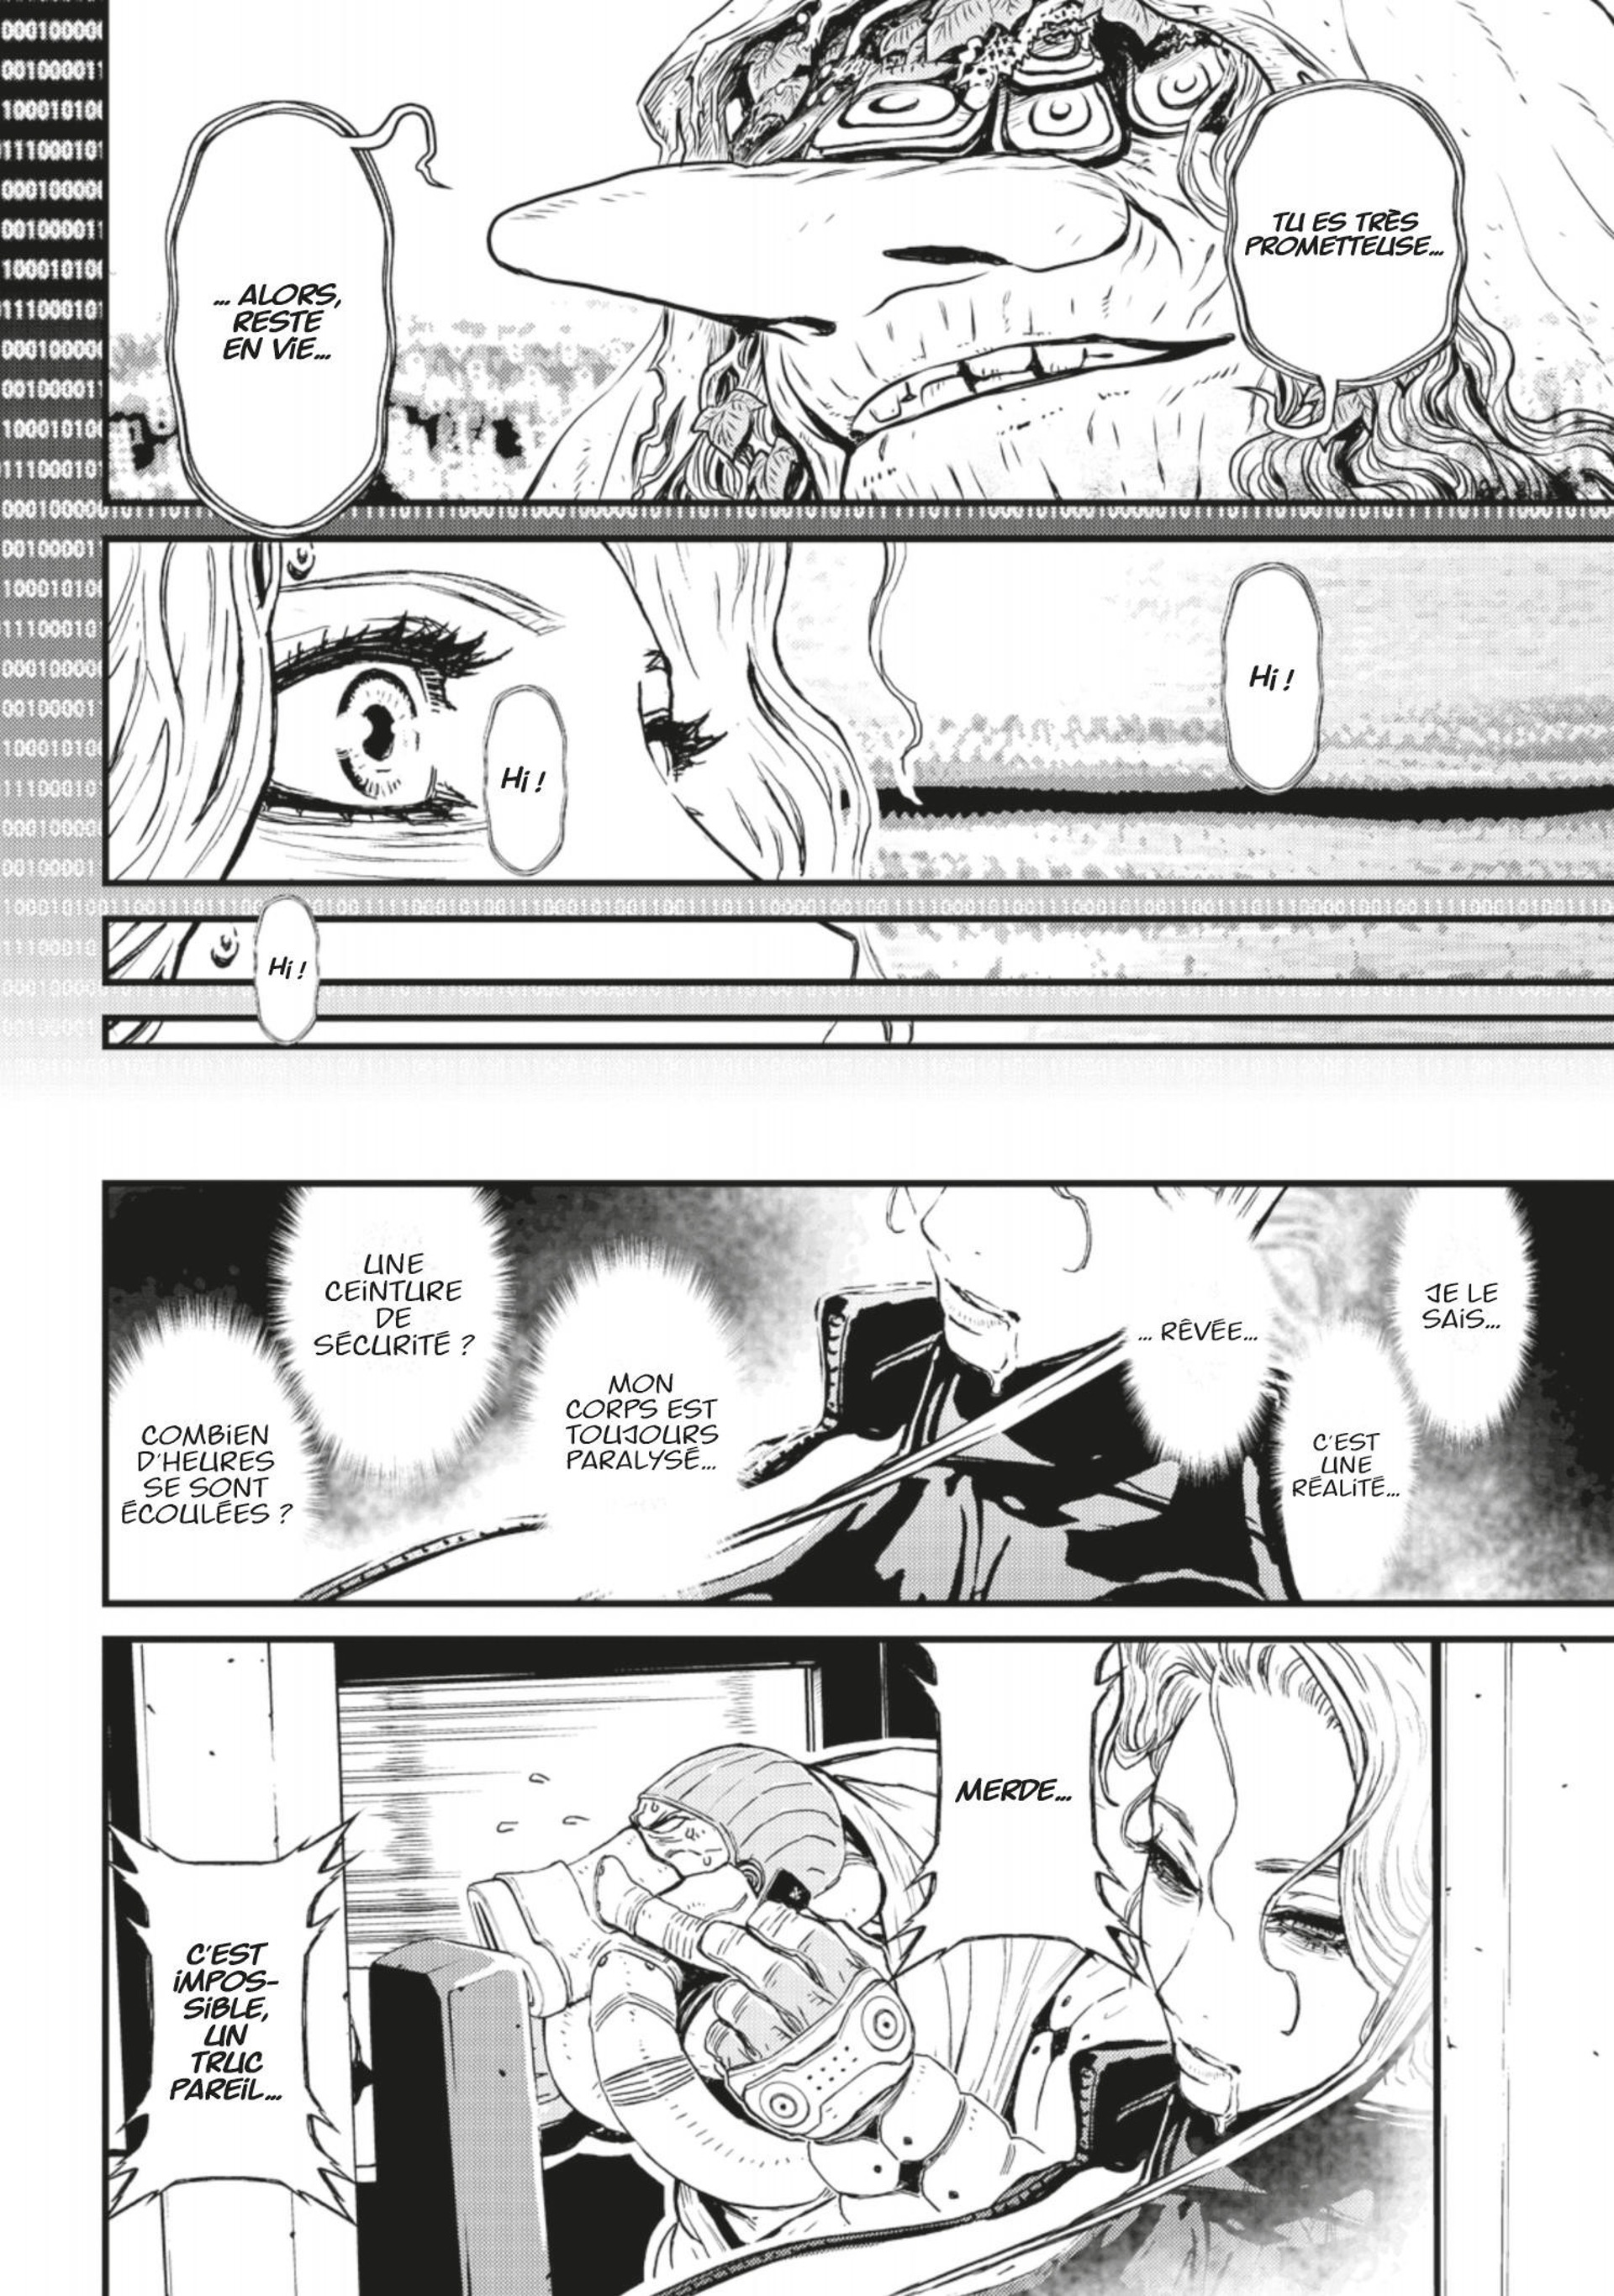 TU ES TRÈS
PROMETTEUSE...
... ALORS,
RESTE
EN VIE...
HI !
HI !
HI !
JE LE
SAIS...
C'EST
UNE
RÉALITÉ...
... RÊVÉE...
MON
CORPS EST
TOUJOURS
PARALYSÉ...
UNE
CEINTURE
DE
SÉCURITÉ ?
COMBIEN
D'HEURES
SE SONT
ÉCOULÉES ?
MERDE...
C'EST
IMPOS-
SIBLE,
UN
TRUC
PAREIL...